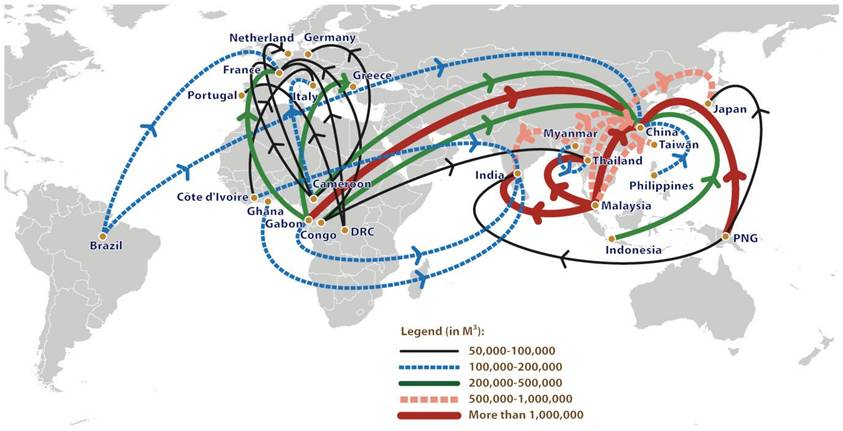 Netherland
Germany
France
Greece
Portugal
Italy
Japan
Myanmar
China
Taiwan
Thailand
India
Cameroon
Philippines
Côte d'Ivoire
Ghana
Malaysia
Gabon
Congo
DRC
PNG
Brazil
Indonesia
Legend (in M³):
50,000-100,000
100,000-200,000
200,000-500,000
500,000-1,000,000
More than 1,000,000